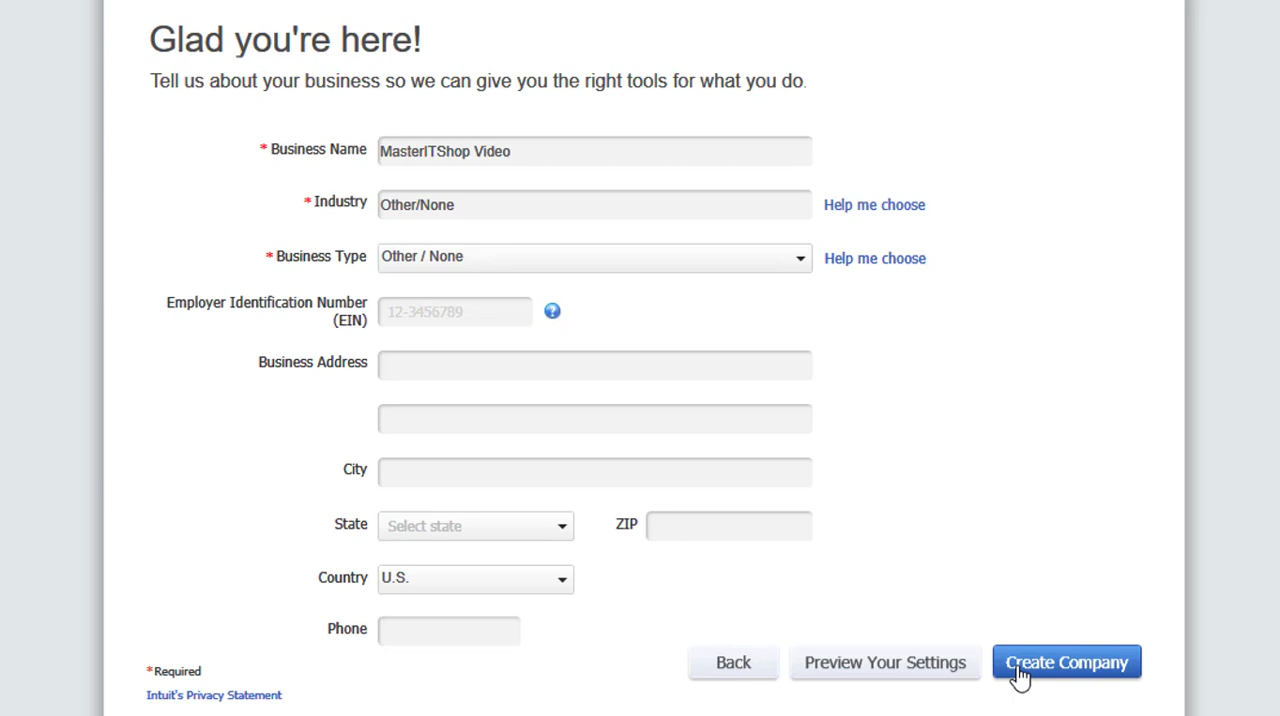 Glad you're here!
Tell us about your business so we can give you the right tools for what you do.
* Business Name MasterITShop Video
* Industry Other/None Help me choose
* Business Type Other / None Help me choose
Employer Identification Number
(EIN) 12-3456789 ?
Business Address
City
State Select state ZIP
Country U.S.
Phone
Back Preview Your Settings Create Company
*Required
Intuit's Privacy Statement